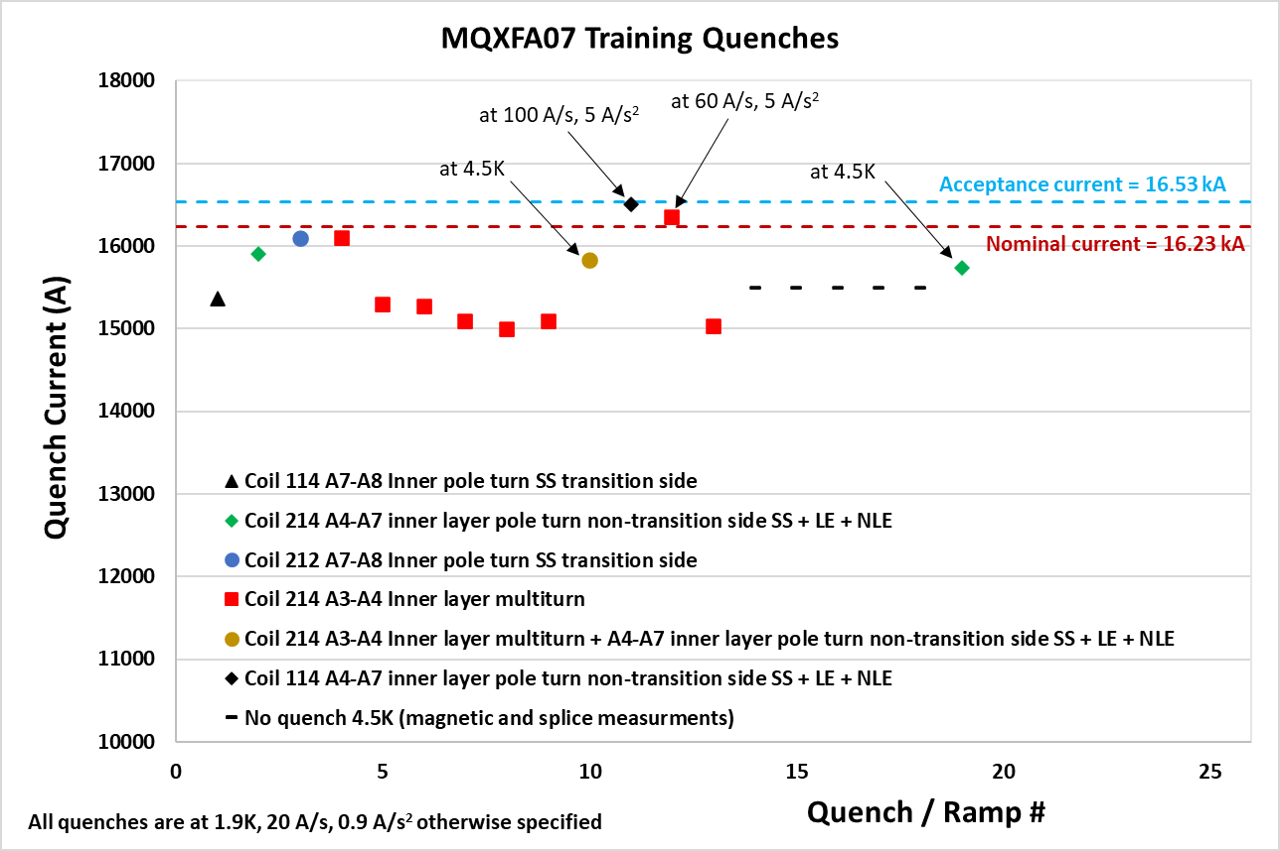 MQXFA07 Training Quenches
18000
17000
16000
15000
14000
13000
12000
11000
10000
Quench Current (A)
at 100 A/s, 5 A/s²
at 60 A/s, 5 A/s²
at 4.5K
at 4.5K
Acceptance current = 16.53 kA
Nominal current = 16.23 kA
Coil 114 A7-A8 Inner pole turn SS transition side
Coil 214 A4-A7 inner layer pole turn non-transition side SS + LE + NLE
Coil 212 A7-A8 Inner pole turn SS transition side
Coil 214 A3-A4 Inner layer multiturn
Coil 214 A3-A4 Inner layer multiturn + A4-A7 inner layer pole turn non-transition side SS + LE + NLE
Coil 114 A4-A7 inner layer pole turn non-transition side SS + LE + NLE
No quench 4.5K (magnetic and splice measurments)
0 5 10 15 20 25
Quench / Ramp #
All quenches are at 1.9K, 20 A/s, 0.9 A/s² otherwise specified